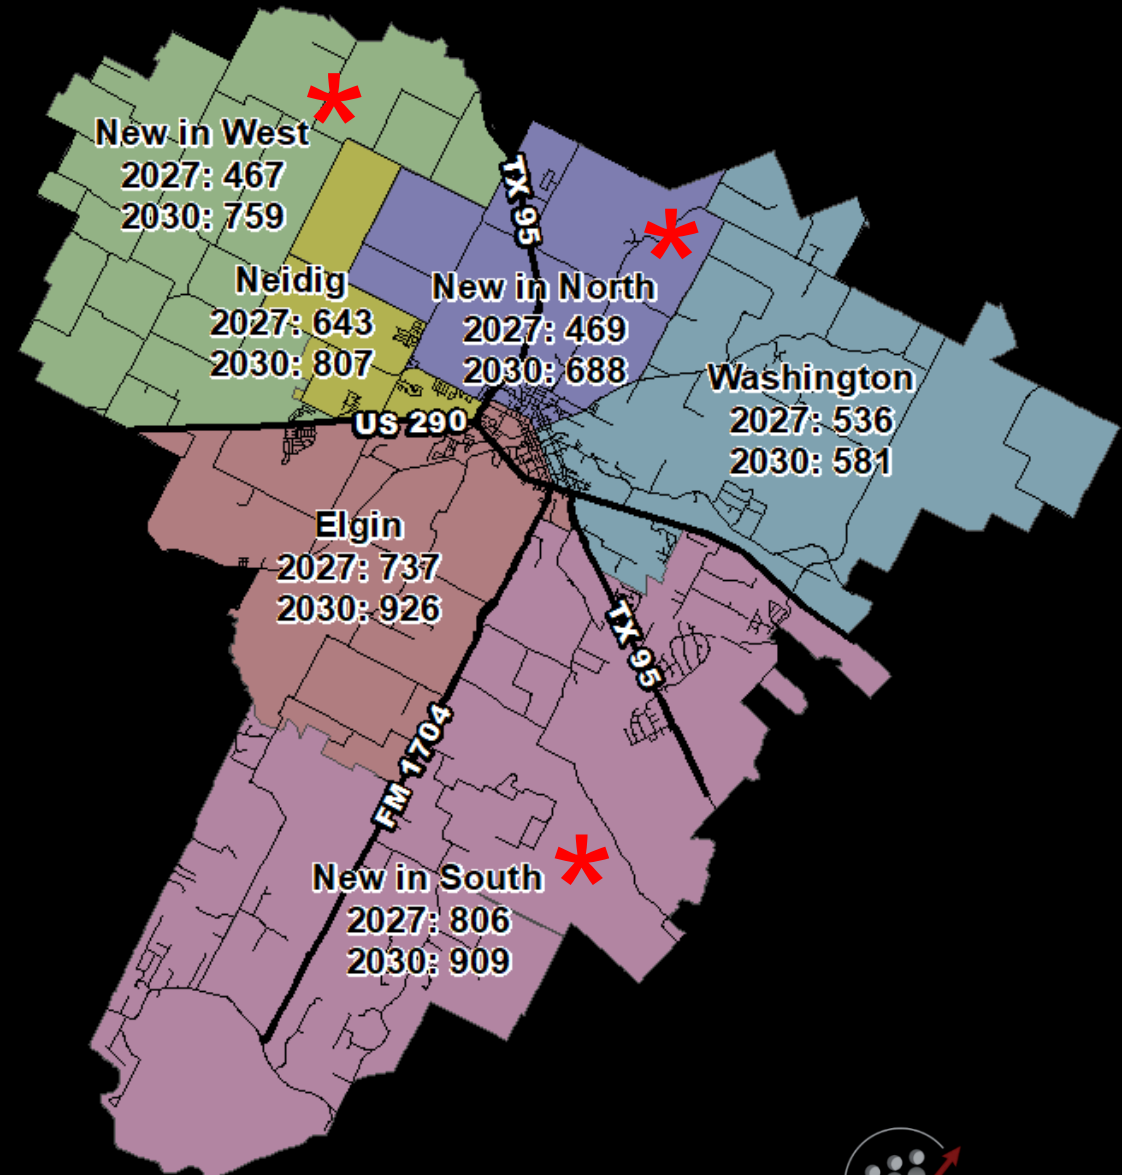 New in West
2027: 467
2030: 759
TX 95
Neidig
2027: 643
2030: 807
New in North
2027: 469
2030: 688
Washington
2027: 536
2030: 581
US 290
Elgin
2027: 737
2030: 926
TX 95
FM 1704
New in South
2027: 806
2030: 909